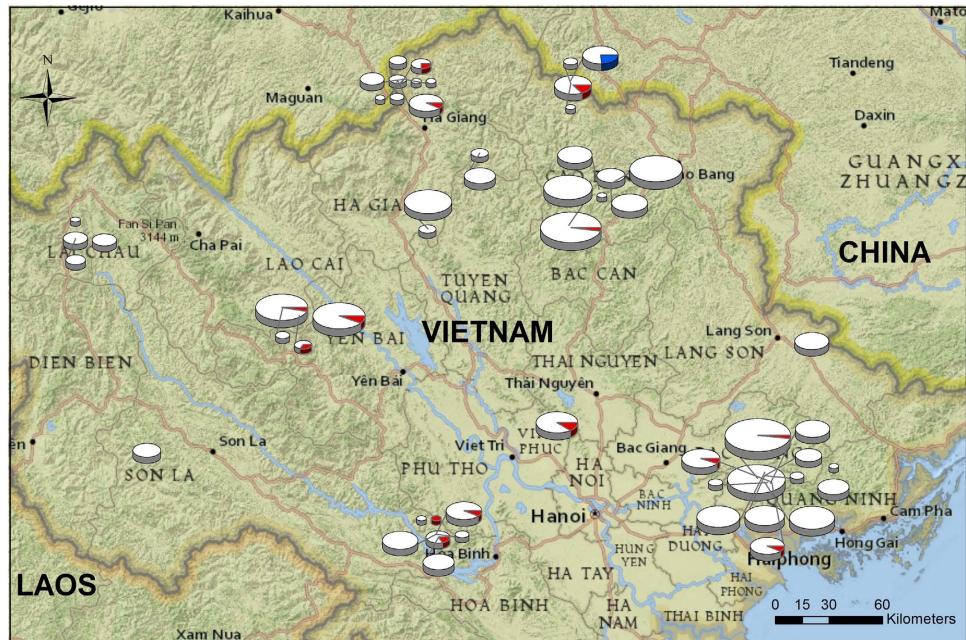 Kaihua
Tiandeng
N
Maguan
Daxin
Ha Giang
GUANGX
ZHUANGZ
ao Bang
HA GIA
Fan Si Pan
3144 m
Cha Pai
LAI CHAU
LAO CAI
BAC CAN
CHINA
TUYEN
QUANG
VIETNAM
YEN BAI
Lang Son
LANG SON
DIEN BIEN
THAI NGUYEN
Yên Bái
Thái Nguyên
Son La
SON LA
Viet Tri
VINH
PHUC
Bac Giang
PHU THO
HA
NOI
BAC
NINH
QUANG NINH
Cam Pha
Hanoi
Hong Gai
HAI
DUONG
Hoa Binh
HUNG
YEN
Haiphong
HA TAY
HAI
PHONG
LAOS
HOA BINH
HA
NAM
THAI BINH
0 15 30 60
Kilometers
Xam Nua